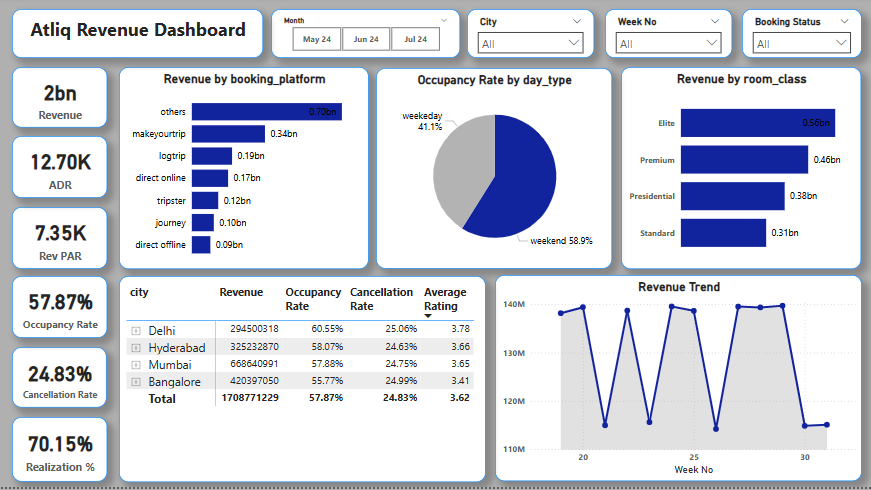 Atliq Revenue Dashboard
Month
May 24 Jun 24 Jul 24
City
All
Week No
All
Booking Status
All
2bn
Revenue
12.70K
ADR
7.35K
Rev PAR
57.87%
Occupancy Rate
24.83%
Cancellation Rate
70.15%
Realization %
Revenue by booking_platform
others 0.70bn
makeyourtrip 0.34bn
logtrip 0.19bn
direct online 0.17bn
tripster 0.12bn
journey 0.10bn
direct offline 0.09bn
Occupancy Rate by day_type
weekeday
41.1%
weekend 58.9%
Revenue by room_class
Elite 0.56bn
Premium 0.46bn
Presidential 0.38bn
Standard 0.31bn
city Revenue Occupancy Cancellation Average
Rate Rate Rating
Delhi 294500318 60.55% 25.06% 3.78
Hyderabad 325232870 58.07% 24.63% 3.66
Mumbai 668640991 57.88% 24.75% 3.65
Bangalore 420397050 55.77% 24.99% 3.41
Total 1708771229 57.87% 24.83% 3.62
Revenue Trend
140M
130M
120M
110M
20 25 30
Week No